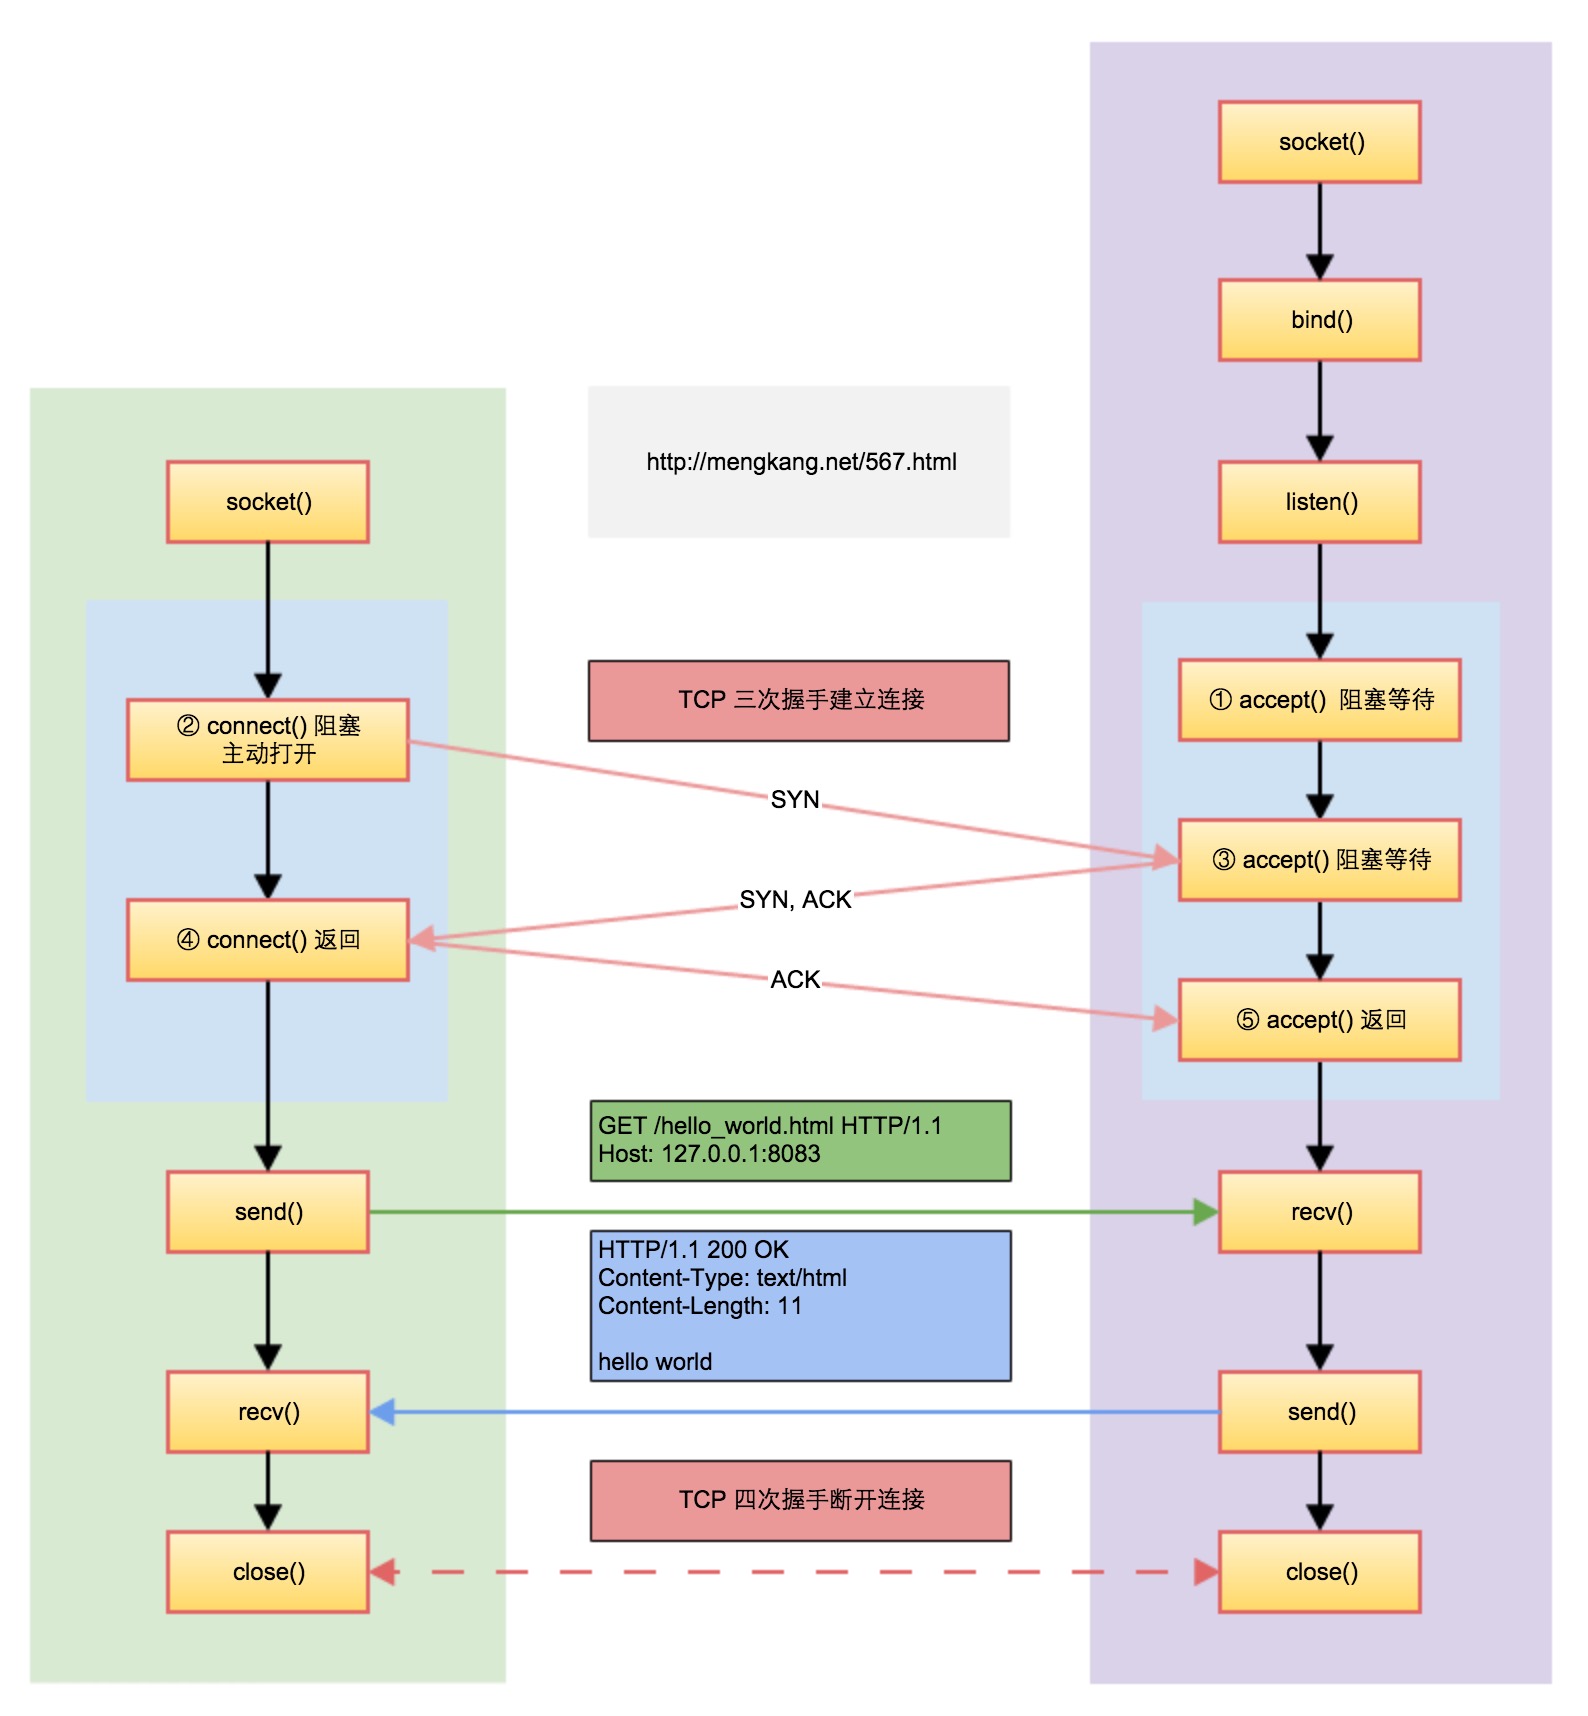 socket()
bind()
http://mengkang.net/567.html
socket()
listen()
TCP 三次握手建立连接
① accept()  阻塞等待
② connect() 阻塞
主动打开
SYN
③ accept() 阻塞等待
SYN, ACK
④ connect() 返回
ACK
⑤ accept() 返回
GET /hello_world.html HTTP/1.1
Host: 127.0.0.1:8083
send()
recv()
HTTP/1.1 200 OK
Content-Type: text/html
Content-Length: 11
hello world
recv()
send()
TCP 四次握手断开连接
close()
close()